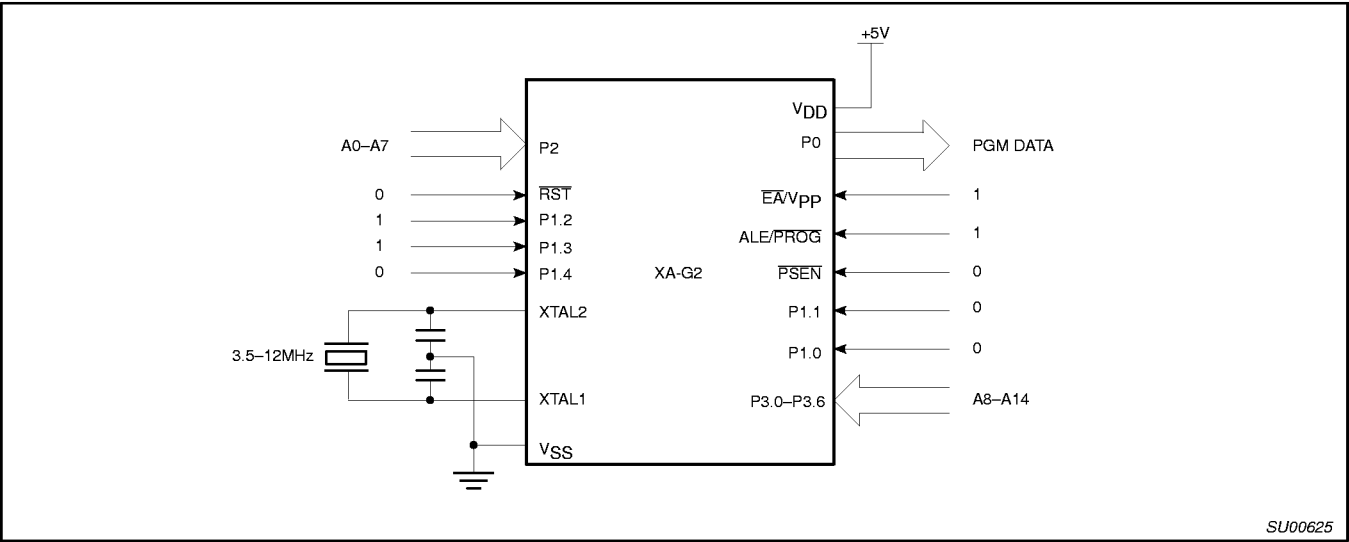 +5V
VDD
A0–A7
P2
P0
PGM DATA
0
RST
EA/VPP
1
1
P1.2
1
P1.3
ALE/PROG
1
0
P1.4
XA-G2
PSEN
0
XTAL2
P1.1
0
3.5–12MHz
P1.0
0
XTAL1
P3.0–P3.6
A8–A14
VSS
SU00625